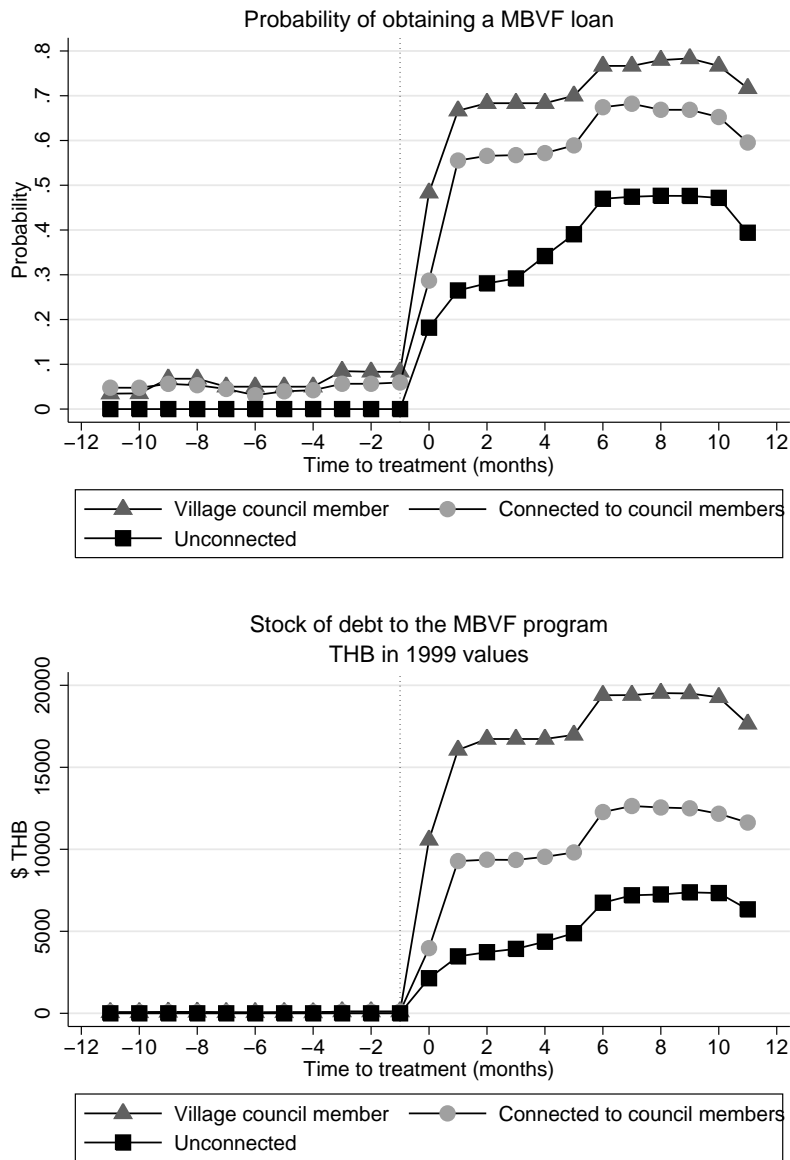 Probability of obtaining a MBVF loan
.8
.7
.6
.5
.4
.3
.2
.1
0
Probability
−12 −10 −8 −6 −4 −2 0 2 4 6 8 10 12
Time to treatment (months)
Village council member Connected to council members
Unconnected
Stock of debt to the MBVF program
THB in 1999 values
20000
15000
10000
5000
0
$ THB
−12 −10 −8 −6 −4 −2 0 2 4 6 8 10 12
Time to treatment (months)
Village council member Connected to council members
Unconnected